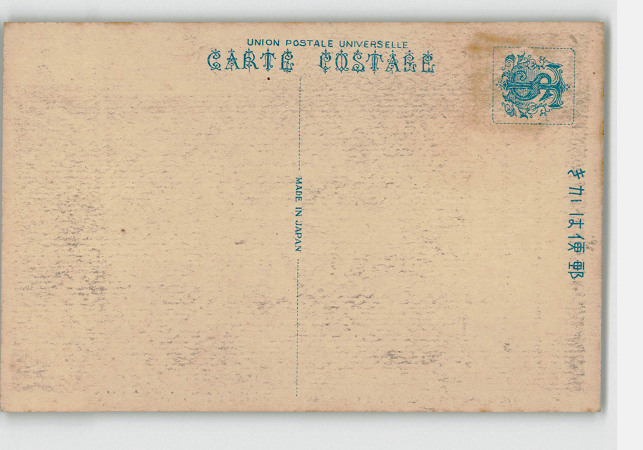 UNION POSTALE UNIVERSELLE
CARTE POSTALE
MADE IN JAPAN
郵便はかき